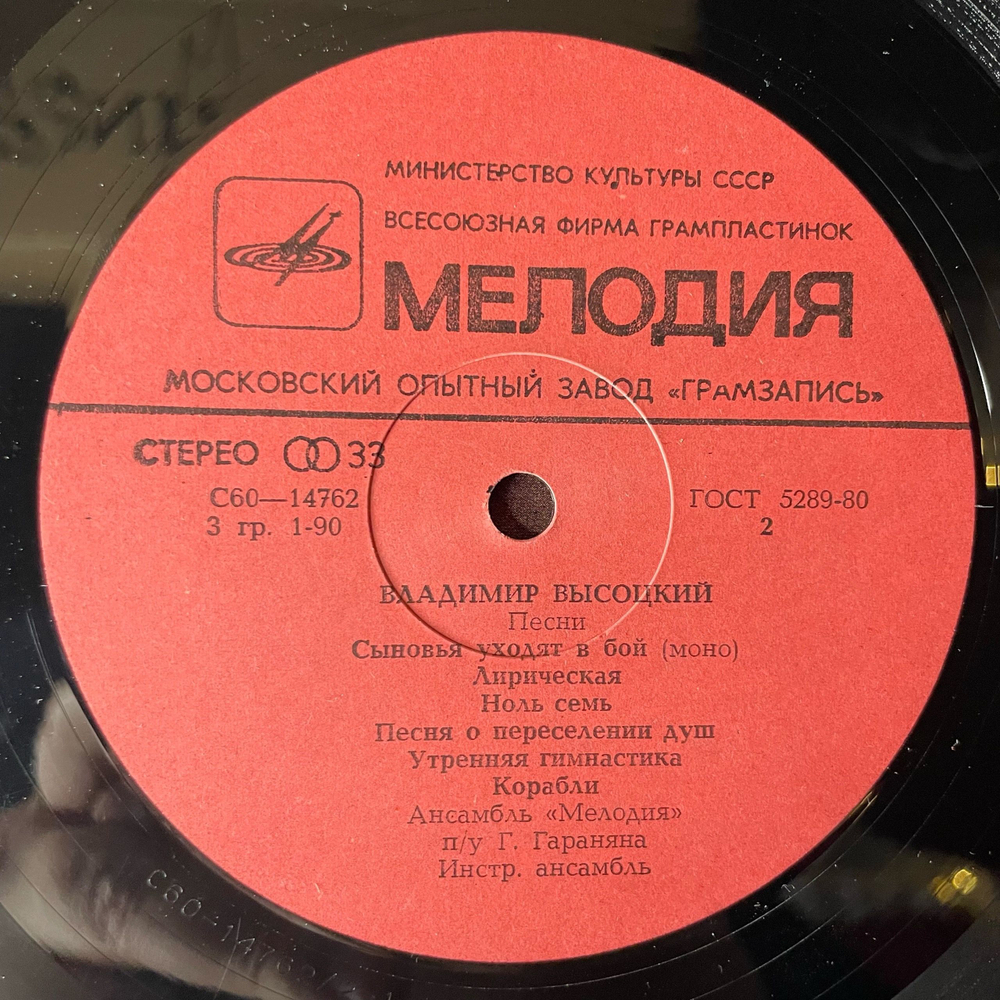 МИНИСТЕРСТВО КУЛЬТУРЫ СССР
ВСЕСОЮЗНАЯ ФИРМА ГРАМПЛАСТИНОК
МЕЛОДИЯ
МОСКОВСКИЙ ОПЫТНЫЙ ЗАВОД «ГРАМЗАПИСЬ»
СТЕРЕО 33
С60—14762 ГОСТ 5289-80
3 гр. 1-90 2
ВЛАДИМИР ВЫСОЦКИЙ
Песни
Сыновья уходят в бой (моно)
Лирическая
Ноль семь
Песня о переселении душ
Утренняя гимнастика
Корабли
Ансамбль «Мелодия»
п/у Г. Гараняна
Инстр. ансамбль